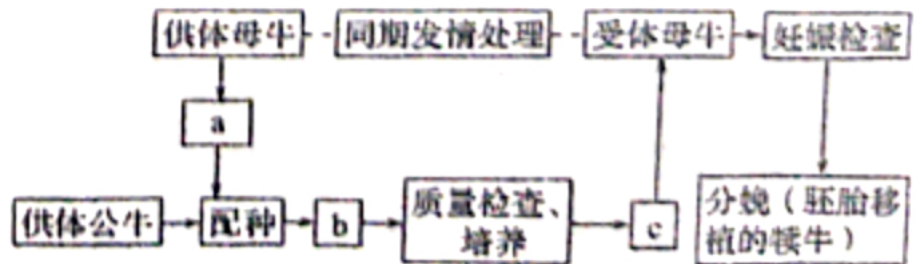 供体母牛 同期发情处理 受体母牛 妊娠检查
a
供体公牛 配种 b 质量检查、
培养 c 分娩（胚胎移
植的犊牛）